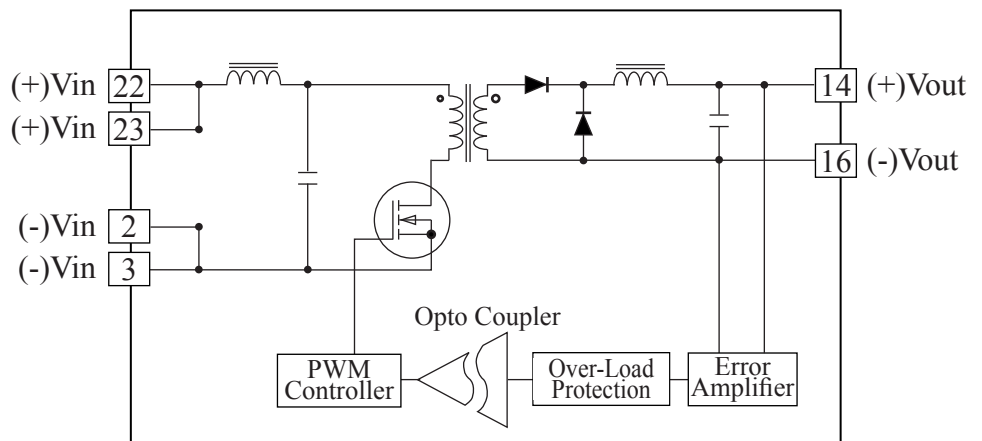 (+)Vin 22
(+)Vin 23
(-)Vin 2
(-)Vin 3
14 (+)Vout
16 (-)Vout
Opto Coupler
PWM
Controller
Over-Load
Protection
Error
Amplifier